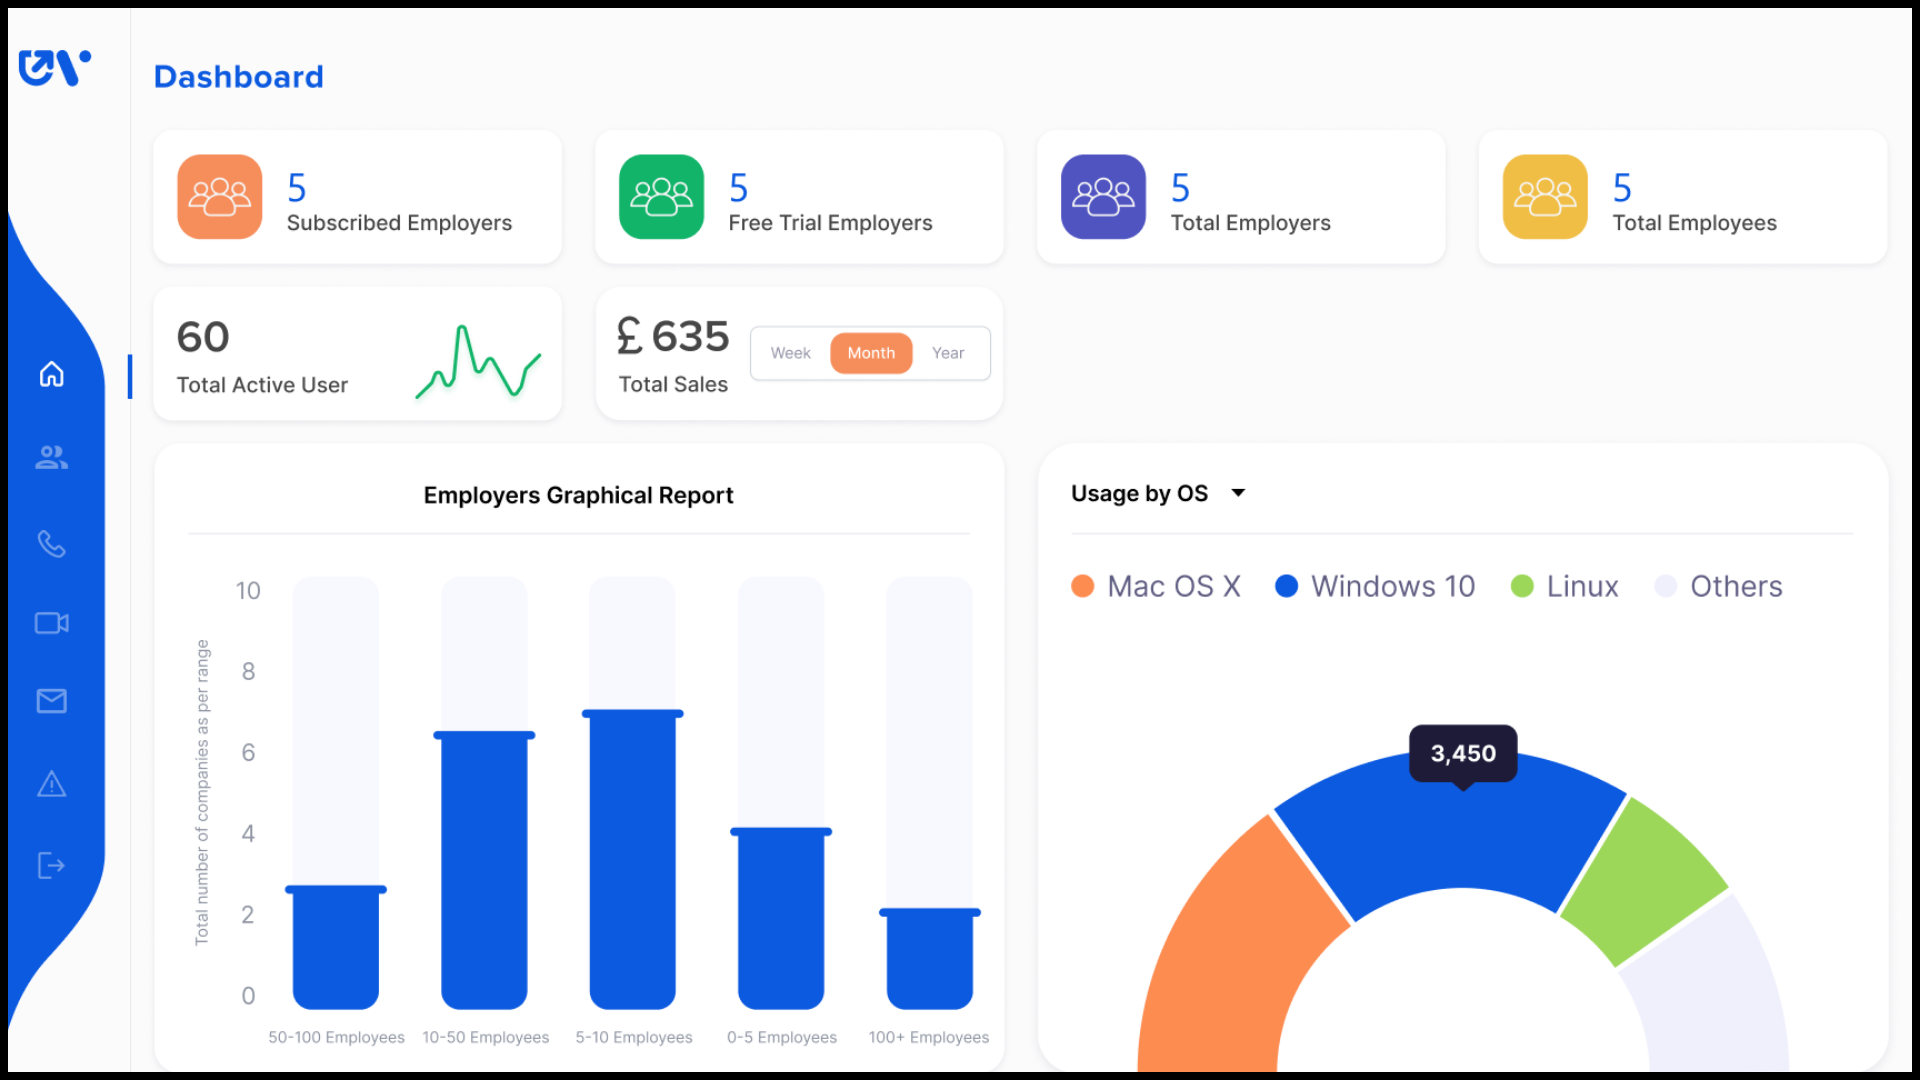 Dashboard
5
Subscribed Employers
5
Free Trial Employers
5
Total Employers
5
Total Employees
60
Total Active User
£ 635
Total Sales
Week Month Year
Employers Graphical Report
Total number of companies as per range
10
8
6
4
2
0
50-100 Employees 10-50 Employees 5-10 Employees 0-5 Employees 100+ Employees
Usage by OS
Mac OS X Windows 10 Linux Others
3,450